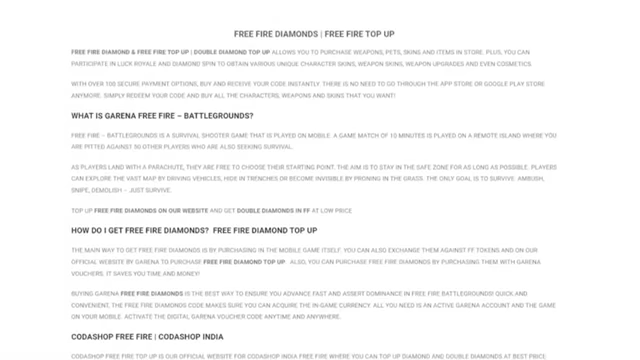 FREE FIRE DIAMONDS | FREE FIRE TOP UP
FREE FIRE DIAMOND & FREE FIRE TOP UP | DOUBLE DIAMOND TOP UP ALLOWS YOU TO PURCHASE WEAPONS, PETS, SKINS AND ITEMS IN STORE. PLUS, YOU CAN
PARTICIPATE IN LUCK ROYALE AND DIAMOND SPIN TO OBTAIN VARIOUS UNIQUE CHARACTER SKINS, WEAPON SKINS, WEAPON UPGRADES AND EVEN COSMETICS.
WITH OVER 100 SECURE PAYMENT OPTIONS, BUY AND RECEIVE YOUR CODE INSTANTLY. THERE IS NO NEED TO GO THROUGH THE APP STORE OR GOOGLE PLAY STORE
ANYMORE. SIMPLY REDEEM YOUR CODE AND BUY ALL THE CHARACTERS, WEAPONS AND SKINS THAT YOU WANT!
WHAT IS GARENA FREE FIRE – BATTLEGROUNDS?
FREE FIRE – BATTLEGROUNDS IS A SURVIVAL SHOOTER GAME THAT IS PLAYED ON MOBILE. A GAME MATCH OF 10 MINUTES IS PLAYED ON A REMOTE ISLAND WHERE YOU
ARE PITTED AGAINST 50 OTHER PLAYERS WHO ARE ALSO SEEKING SURVIVAL.
AS PLAYERS LAND WITH A PARACHUTE, THEY ARE FREE TO CHOOSE THEIR STARTING POINT. THE AIM IS TO STAY IN THE SAFE ZONE FOR AS LONG AS POSSIBLE. PLAYERS
CAN EXPLORE THE VAST MAP BY DRIVING VEHICLES, HIDE IN TRENCHES OR BECOME INVISIBLE BY PRONING IN THE GRASS. THE ONLY GOAL IS TO SURVIVE. AMBUSH,
SNIPE, DEMOLISH – JUST SURVIVE.
TOP UP FREE FIRE DIAMONDS ON OUR WEBSITE AND GET DOUBLE DIAMONDS IN FF AT LOW PRICE
HOW DO I GET FREE FIRE DIAMONDS? FREE FIRE DIAMOND TOP UP
THE MAIN WAY TO GET FREE FIRE DIAMONDS IS BY PURCHASING IN THE MOBILE GAME ITSELF. YOU CAN ALSO EXCHANGE THEM AGAINST FF TOKENS AND ON OUR
OFFICIAL WEBSITE BY GARENA TO PURCHASE FREE FIRE DIAMOND TOP UP ALSO, YOU CAN PURCHASE FREE FIRE DIAMONDS BY PURCHASING THEM WITH GARENA
VOUCHERS. IT SAVES YOU TIME AND MONEY!
BUYING GARENA FREE FIRE DIAMONDS IS THE BEST WAY TO ENSURE YOU ADVANCE FAST AND ASSERT DOMINANCE IN FREE FIRE BATTLEGROUNDS! QUICK AND
CONVENIENT, THE FREE FIRE DIAMONDS CODE MAKES SURE YOU CAN ACQUIRE THE IN-GAME CURRENCY. ALL YOU NEED IS AN ACTIVE GARENA ACCOUNT AND THE GAME
ON YOUR MOBILE. ACTIVATE THE DIGITAL GARENA VOUCHER CODE ANYTIME AND ANYWHERE.
CODASHOP FREE FIRE | CODASHOP INDIA
CODASHOP FREE FIRE TOP UP IS OUR OFFICIAL WEBSITE FOR CODASHOP INDIA FREE FIRE WHERE YOU CAN TOP UP DIAMOND AND DOUBLE DIAMONDS AT BEST PRICE,